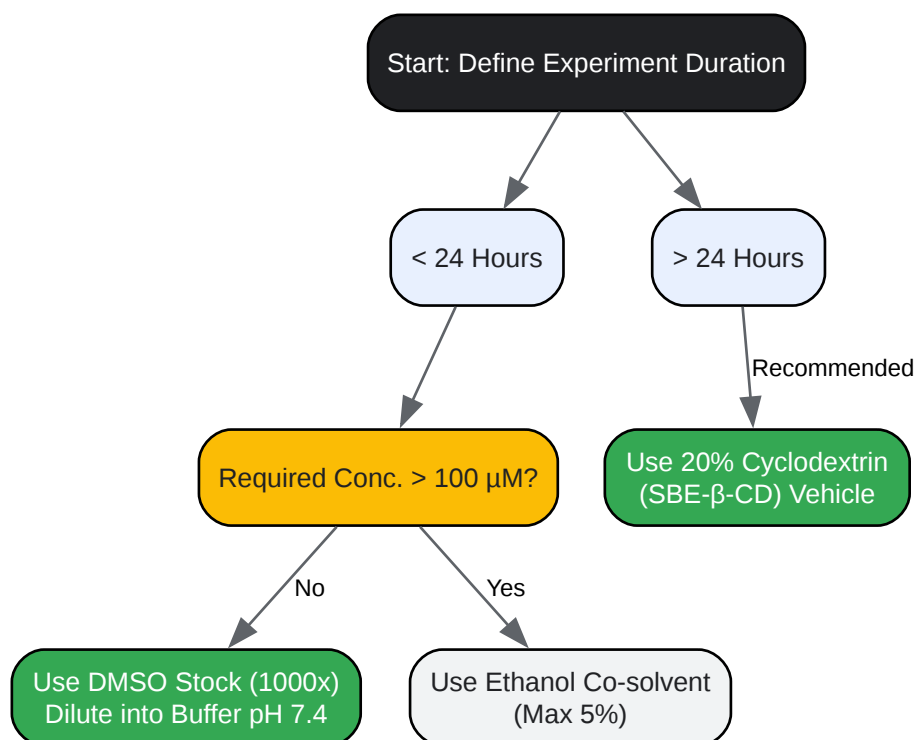 Start: Define Experiment Duration
< 24 Hours
> 24 Hours
Recommended
Required Conc. > 100 µM?
Use 20% Cyclodextrin
(SBE-β-CD) Vehicle
No
Yes
Use DMSO Stock (1000x)
Dilute into Buffer pH 7.4
Use Ethanol Co-solvent
(Max 5%)